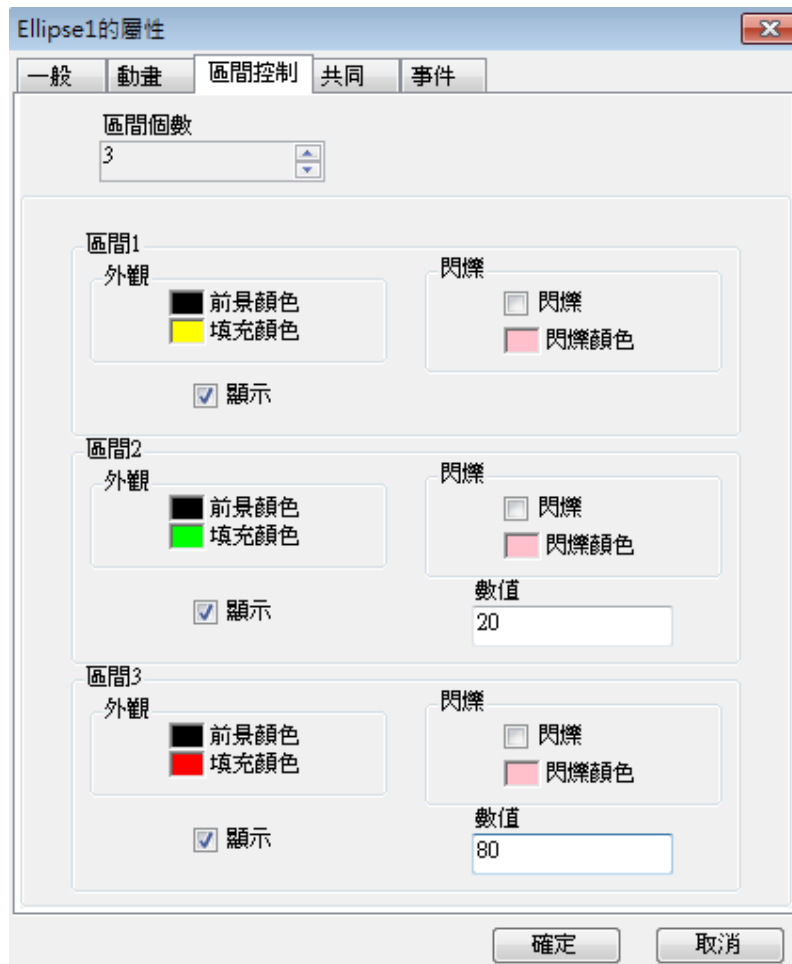 Ellipse1的屬性
一般 動畫 區間控制 共同 事件
區間個數
3
區間1
外觀
前景顏色
填充顏色
顯示
閃爍
閃爍
閃爍顏色
區間2
外觀
前景顏色
填充顏色
顯示
閃爍
閃爍
閃爍顏色
數值
20
區間3
外觀
前景顏色
填充顏色
顯示
閃爍
閃爍
閃爍顏色
數值
80
確定 取消